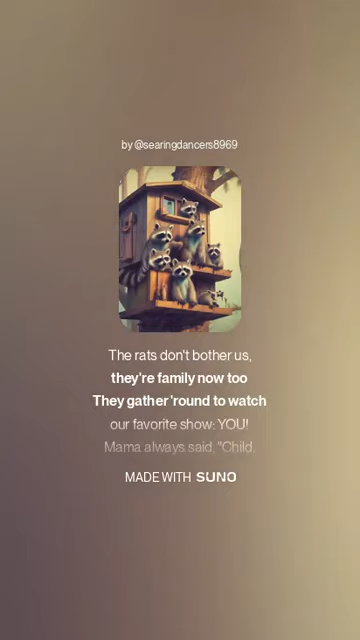 by @searingdancers8969
The rats don't bother us,
they're family now too
They gather 'round to watch
our favorite show: YOU!
Mama always said, "Child,
MADE WITH SUNO